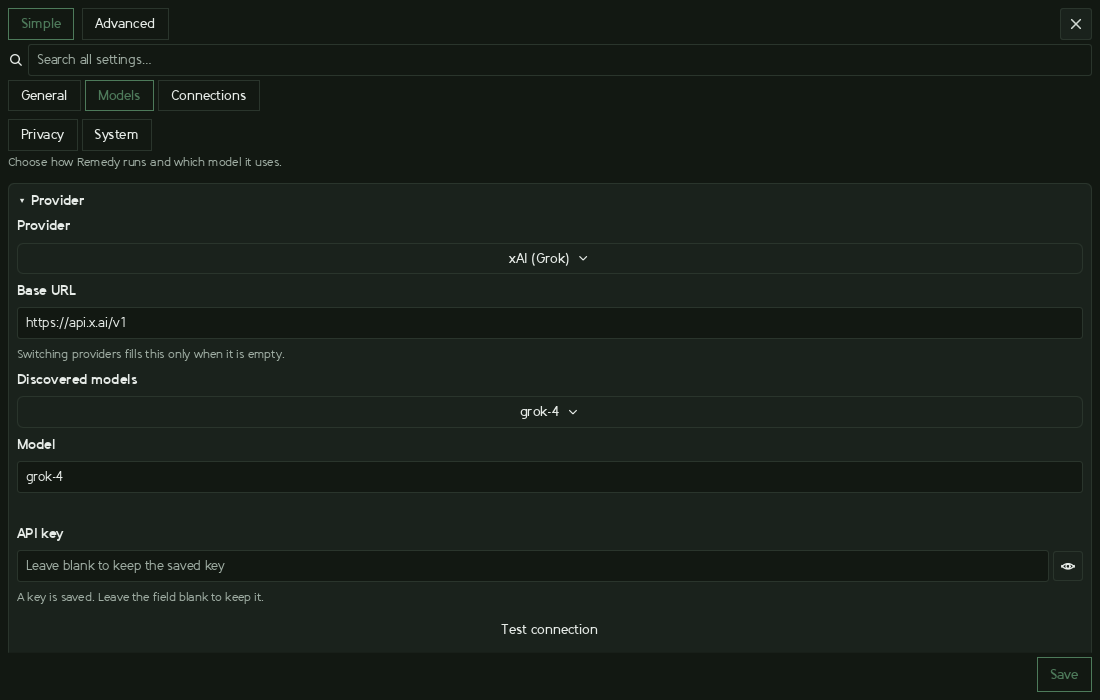 Simple
Advanced
Search all settings...
General
Models
Connections
Privacy
System
Choose how Remedy runs and which model it uses.
Provider
Provider
xAI (Grok)
Base URL
https://api.x.ai/v1
Switching providers fills this only when it is empty.
Discovered models
grok-4
Model
grok-4
API key
Leave blank to keep the saved key
A key is saved. Leave the field blank to keep it.
Test connection
Save